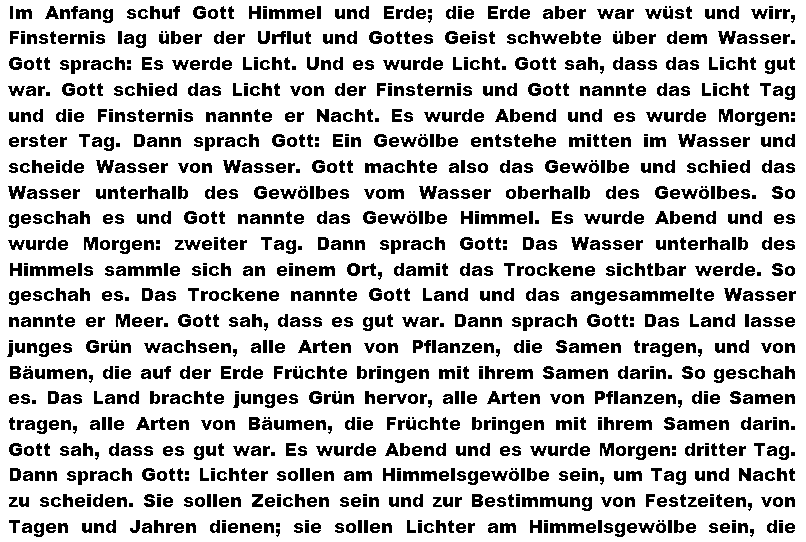 Im Anfang schuf Gott Himmel und Erde; die Erde aber war wüst und wirr,
Finsternis lag über der Urflut und Gottes Geist schwebte über dem Wasser.
Gott sprach: Es werde Licht. Und es wurde Licht. Gott sah, dass das Licht gut
war. Gott schied das Licht von der Finsternis und Gott nannte das Licht Tag
und die Finsternis nannte er Nacht. Es wurde Abend und es wurde Morgen:
erster Tag. Dann sprach Gott: Ein Gewölbe entstehe mitten im Wasser und
scheide Wasser von Wasser. Gott machte also das Gewölbe und schied das
Wasser unterhalb des Gewölbes vom Wasser oberhalb des Gewölbes. So
geschah es und Gott nannte das Gewölbe Himmel. Es wurde Abend und es
wurde Morgen: zweiter Tag. Dann sprach Gott: Das Wasser unterhalb des
Himmels sammle sich an einem Ort, damit das Trockene sichtbar werde. So
geschah es. Das Trockene nannte Gott Land und das angesammelte Wasser
nannte er Meer. Gott sah, dass es gut war. Dann sprach Gott: Das Land lasse
junges Grün wachsen, alle Arten von Pflanzen, die Samen tragen, und von
Bäumen, die auf der Erde Früchte bringen mit ihrem Samen darin. So geschah
es. Das Land brachte junges Grün hervor, alle Arten von Pflanzen, die Samen
tragen, alle Arten von Bäumen, die Früchte bringen mit ihrem Samen darin.
Gott sah, dass es gut war. Es wurde Abend und es wurde Morgen: dritter Tag.
Dann sprach Gott: Lichter sollen am Himmelsgewölbe sein, um Tag und Nacht
zu scheiden. Sie sollen Zeichen sein und zur Bestimmung von Festzeiten, von
Tagen und Jahren dienen; sie sollen Lichter am Himmelsgewölbe sein, die